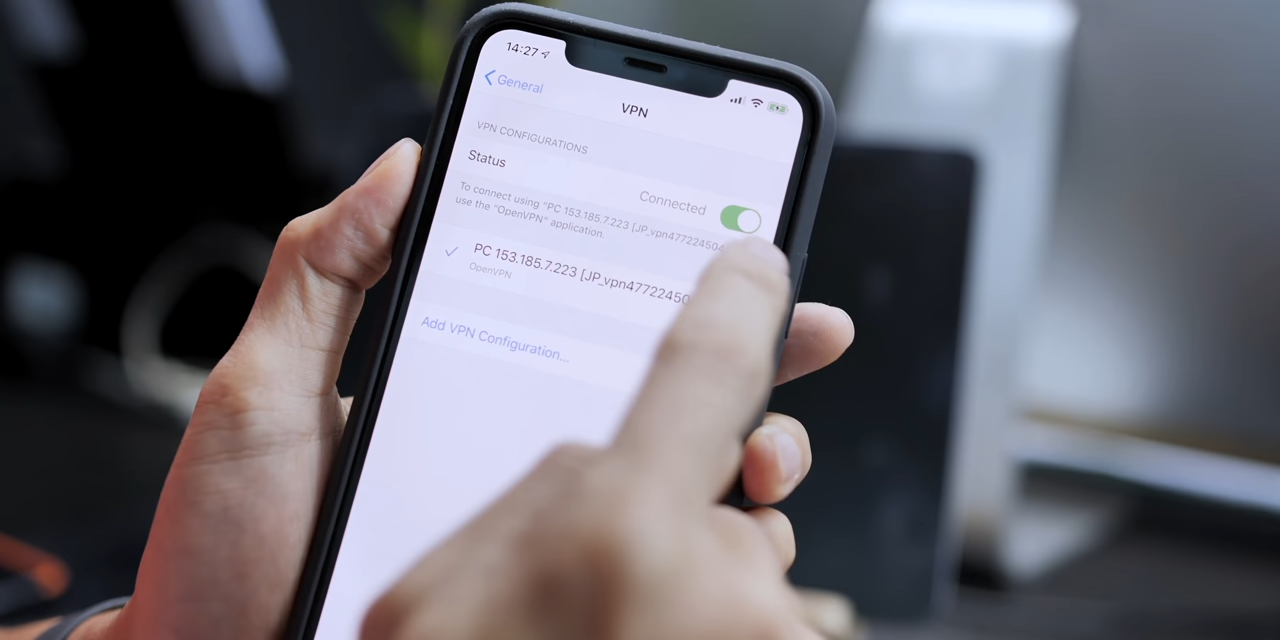 14:27
General
VPN
VPN CONFIGURATIONS
Status
Connected
To connect using "PC 153.185.7.223 [JP_vpn477224504
use the "OpenVPN" application.
PC 153.185.7.223 [JP_vpn47722450
OpenVPN
Add VPN Configuration...